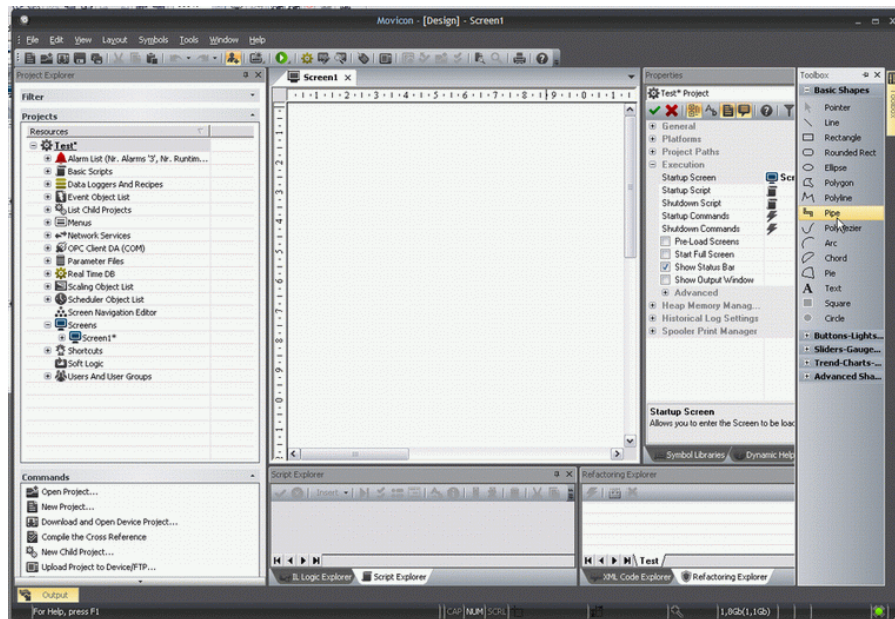 Movicon - [Design] - Screen1
File Edit View Layout Symbols Tools Window Help
Project Explorer
Filter
Projects
Resources
Test*
Alarm List (Nr. Alarms '3', Nr. Runtim...
Basic Scripts
Data Loggers And Recipes
Event Object List
List Child Projects
Menus
Network Services
OPC Client DA (COM)
Parameter Files
Real Time DB
Scaling Object List
Scheduler Object List
Screen Navigation Editor
Screens
Screen1*
Shortcuts
Soft Logic
Users And User Groups
Commands
Open Project...
New Project...
Download and Open Device Project...
Compile the Cross Reference
New Child Project...
Upload Project to Device/FTP...
Output
For Help, press F1
Screen1
Script Explorer
Insert
IL Logic Explorer
Script Explorer
Refactoring Explorer
Test
XML Code Explorer
Refactoring Explorer
Properties
Test* Project
General
Platforms
Project Paths
Execution
Startup Screen Scr
Startup Script
Shutdown Script
Startup Commands
Shutdown Commands
Pre-Load Screens
Start Full Screen
Show Status Bar
Show Output Window
Advanced
Heap Memory Manag...
Historical Log Settings
Spooler Print Manager
Startup Screen
Allows you to enter the Screen to be load
Symbol Libraries
Dynamic Help
Toolbox
Basic Shapes
Pointer
Line
Rectangle
Rounded Rect
Ellipse
Polygon
Polyline
Pipe
Polybezier
Arc
Chord
Pie
Text
Square
Circle
Buttons-Lights...
Sliders-Gauge...
Trend-Charts-...
Advanced Sha...
CAP NUM SCRL
1,8Gb(1,1Gb)